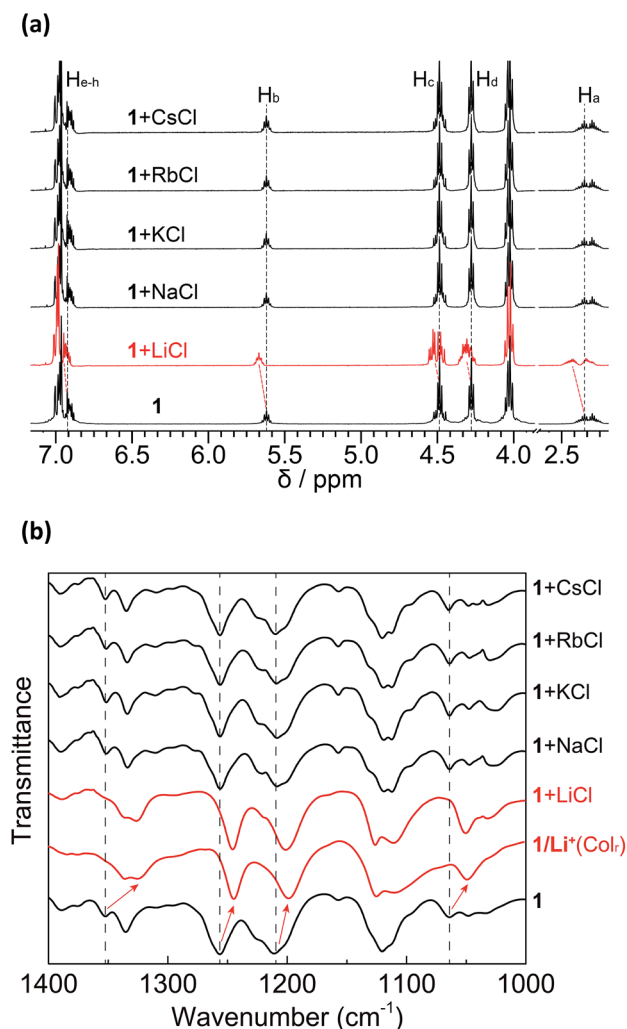 (a)
He-h
Hb
Hc
Hd
Ha
1+CsCl
1+RbCl
1+KCl
1+NaCl
1+LiCl
1
7.0 6.5 6.0 5.5 5.0 4.5 4.0 2.5
δ / ppm
(b)
Transmittance
1+CsCl
1+RbCl
1+KCl
1+NaCl
1+LiCl
1/Li⁺(Colr)
1
1400 1300 1200 1100 1000
Wavenumber (cm⁻¹)